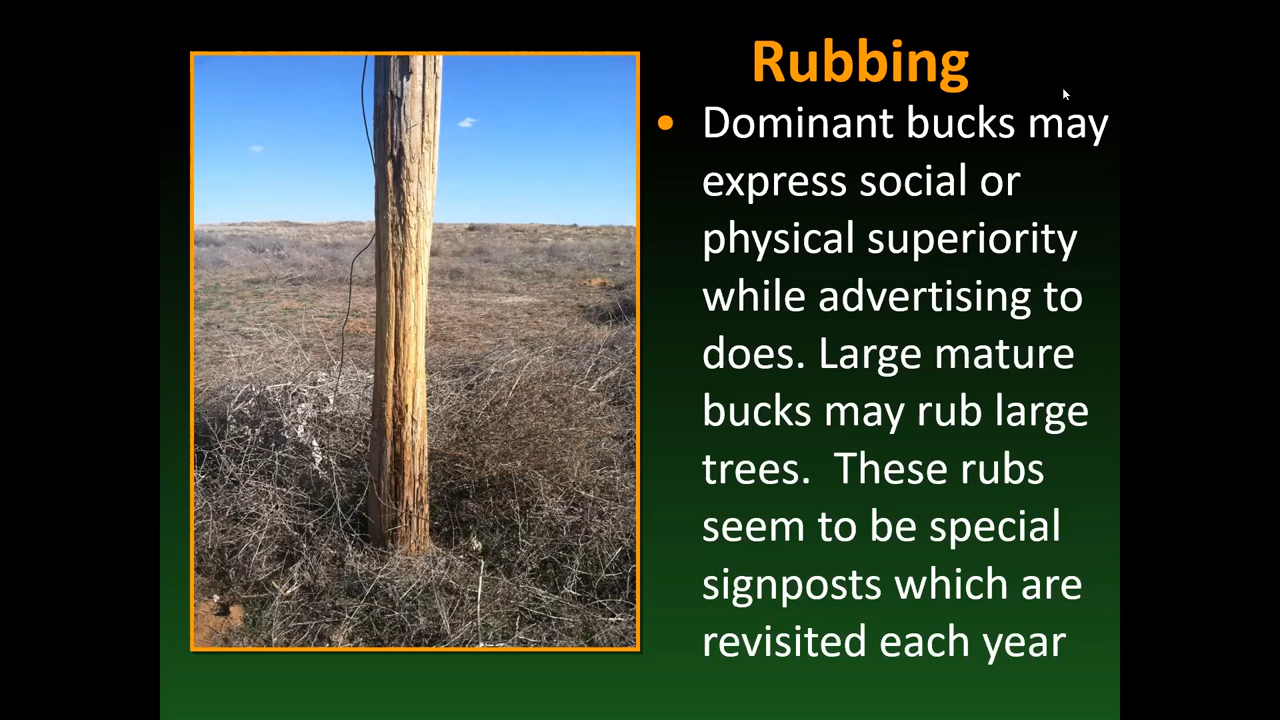 Rubbing
• Dominant bucks may
express social or
physical superiority
while advertising to
does. Large mature
bucks may rub large
trees.  These rubs
seem to be special
signposts which are
revisited each year